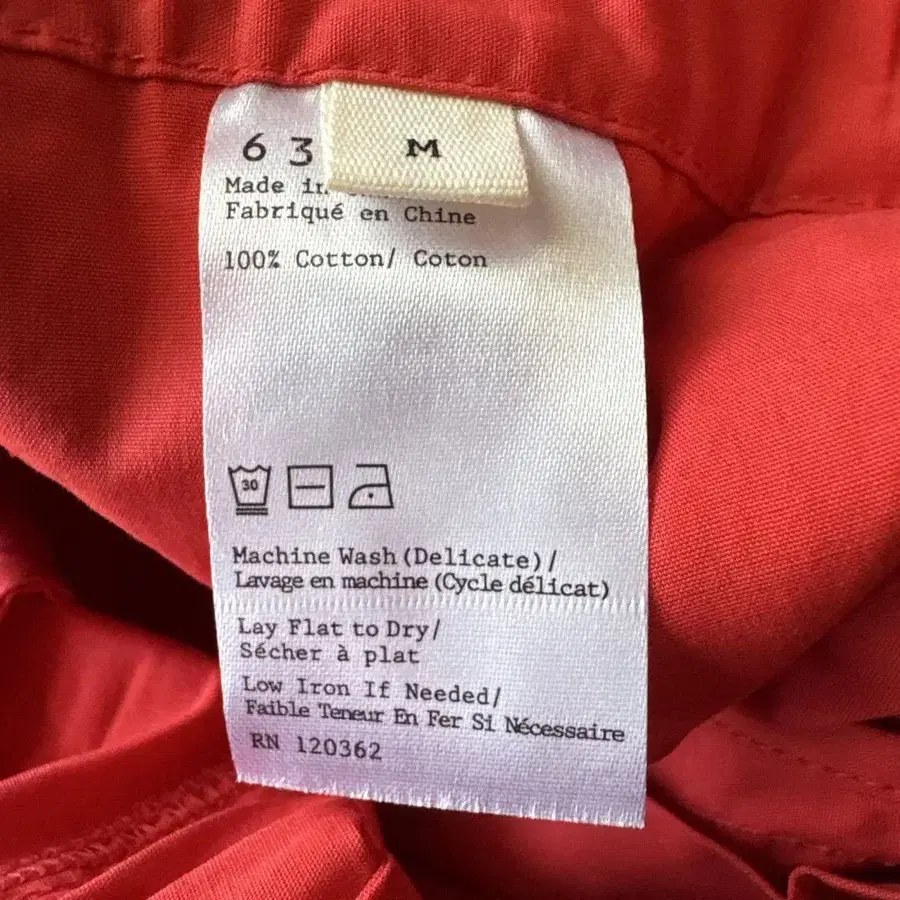 M
6 3
Made in
Fabriqué en Chine
100% Cotton/ Coton
30
Machine Wash (Delicate)/
Lavage en machine (Cycle délicat)
Lay Flat to Dry/
Sécher à plat
Low Iron If Needed/
Faible Teneur En Fer Si Nécessaire
RN 120362